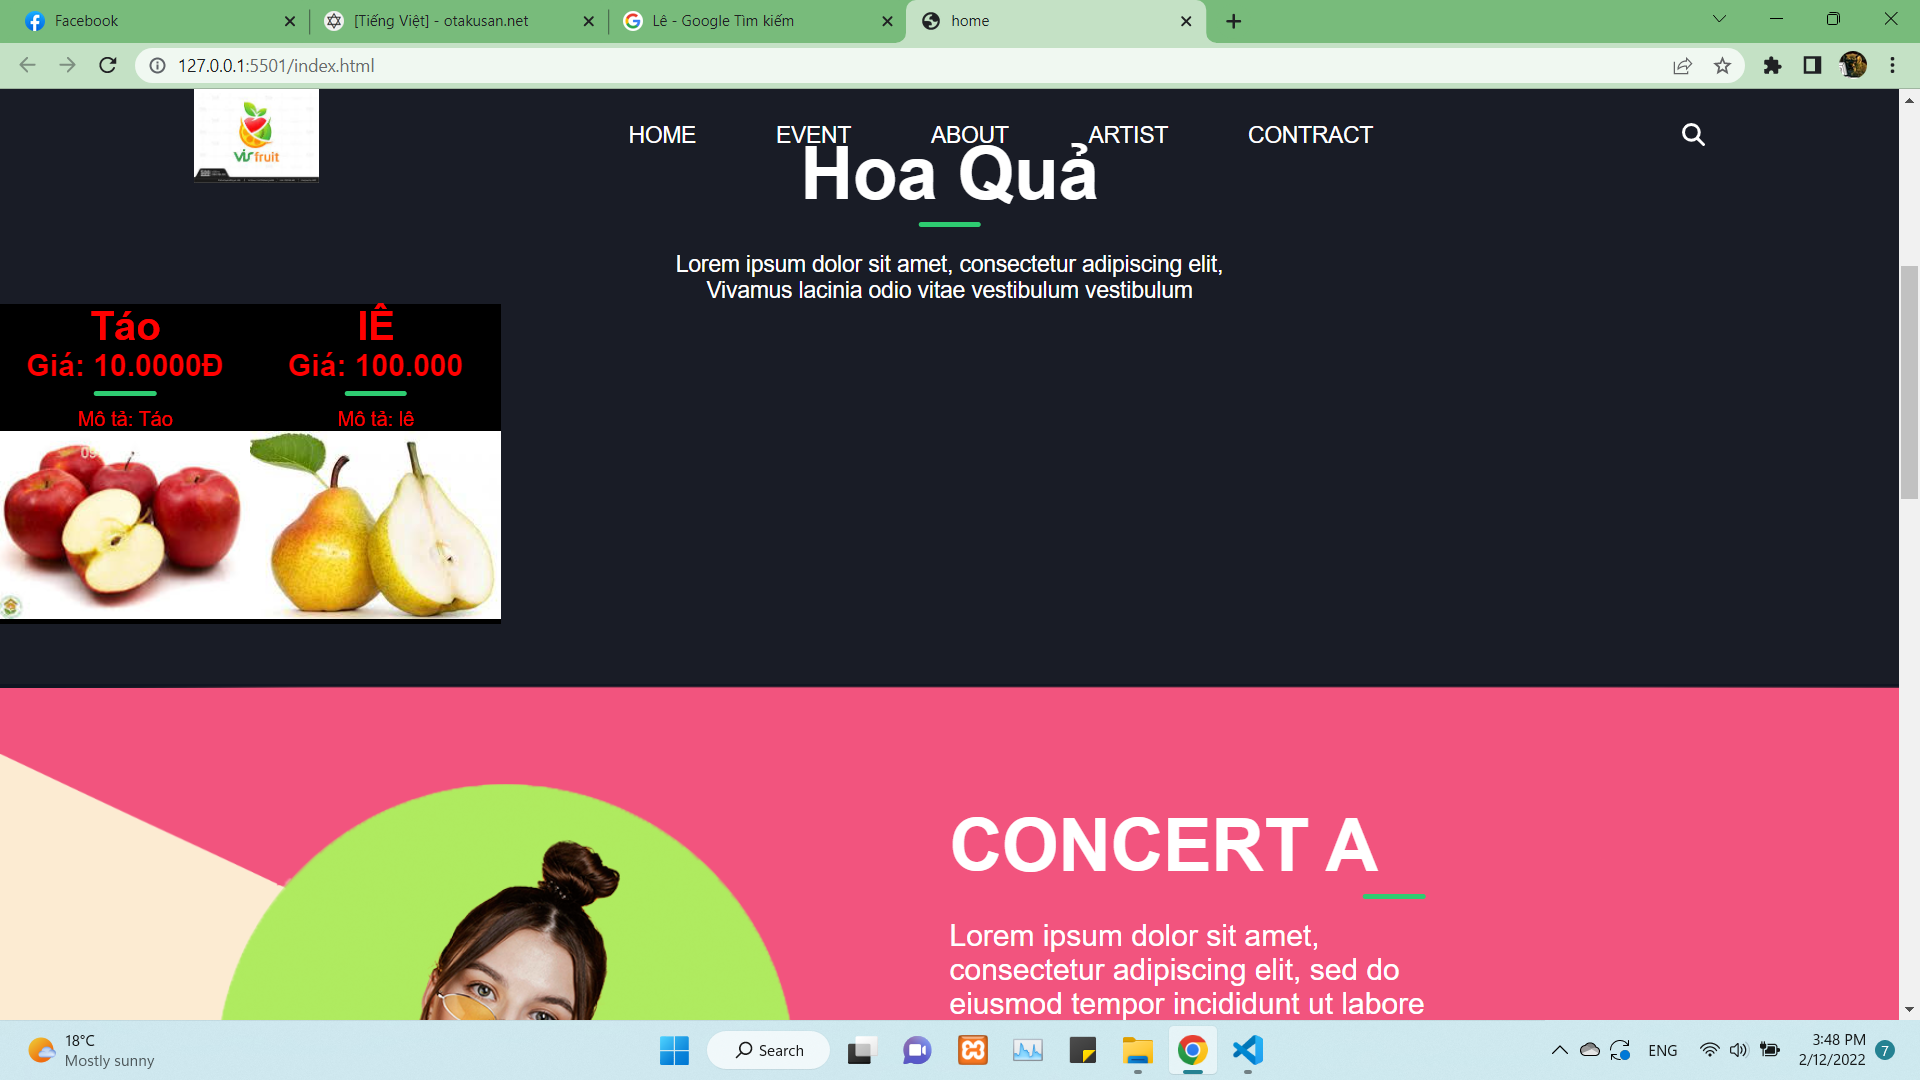 Facebook
[Tiếng Việt] - otakusan.net
Lê - Google Tìm kiếm
home
127.0.0.1:5501/index.html
Vis fruit
HOME
EVENT
ABOUT
ARTIST
CONTRACT
Hoa Quả
Lorem ipsum dolor sit amet, consectetur adipiscing elit,
Vivamus lacinia odio vitae vestibulum vestibulum
Táo
Giá: 10.0000Đ
Mô tả: Táo
lÊ
Giá: 100.000
Mô tả: lê
CONCERT A
Lorem ipsum dolor sit amet,
consectetur adipiscing elit, sed do
eiusmod tempor incididunt ut labore
18°C
Mostly sunny
Search
ENG
3:48 PM
2/12/2022
7